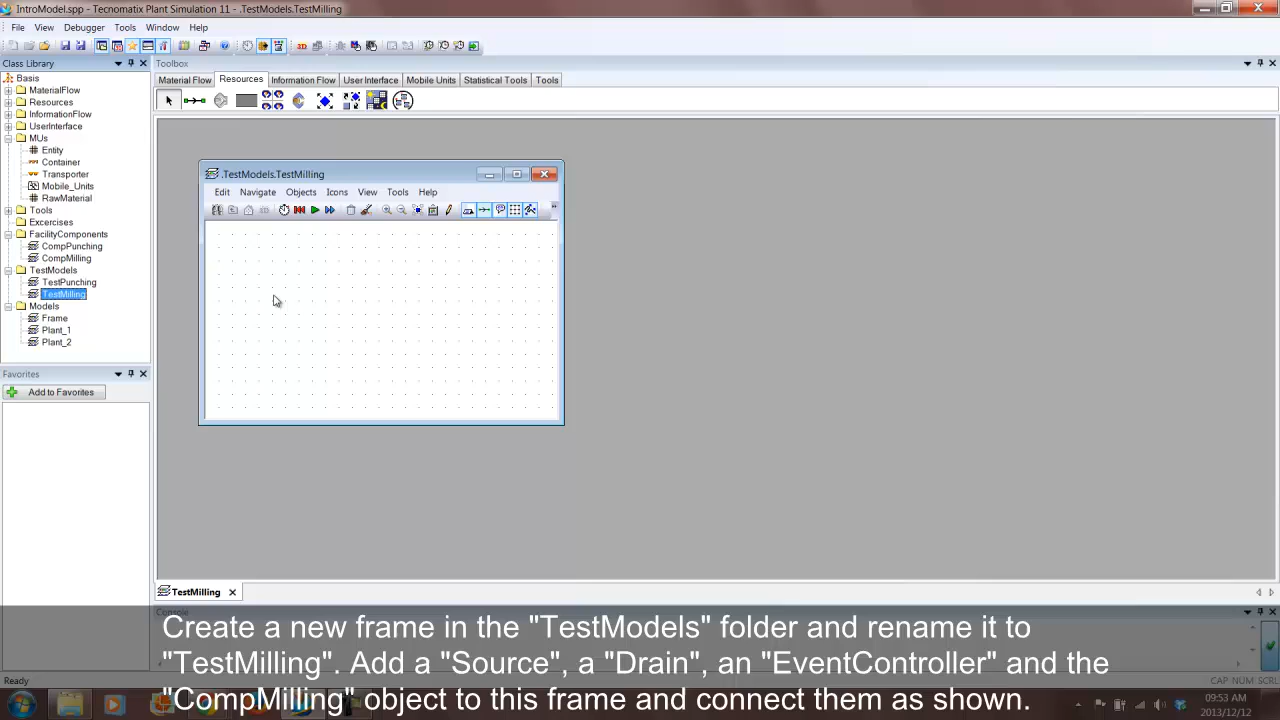 IntroModel.spp - Tecnomatix Plant Simulation 11 - .TestModels.TestMilling
File View Debugger Tools Window Help
Class Library
Toolbox
Basis
MaterialFlow
Resources
InformationFlow
UserInterface
MUs
Entity
Container
Transporter
Mobile_Units
RawMaterial
Tools
Excercises
FacilityComponents
CompPunching
CompMilling
TestModels
TestPunching
TestMilling
Models
Frame
Plant_1
Plant_2
Favorites
Add to Favorites
Material Flow Resources Information Flow User Interface Mobile Units Statistical Tools Tools
3D
.TestModels.TestMilling
Edit Navigate Objects Icons View Tools Help
TestMilling
Console
Create a new frame in the "TestModels" folder and rename it to
"TestMilling". Add a "Source", a "Drain", an "EventController" and the
"CompMilling" object to this frame and connect them as shown.
Ready
CAP NUM SCRL
09:53 AM
2013/12/12